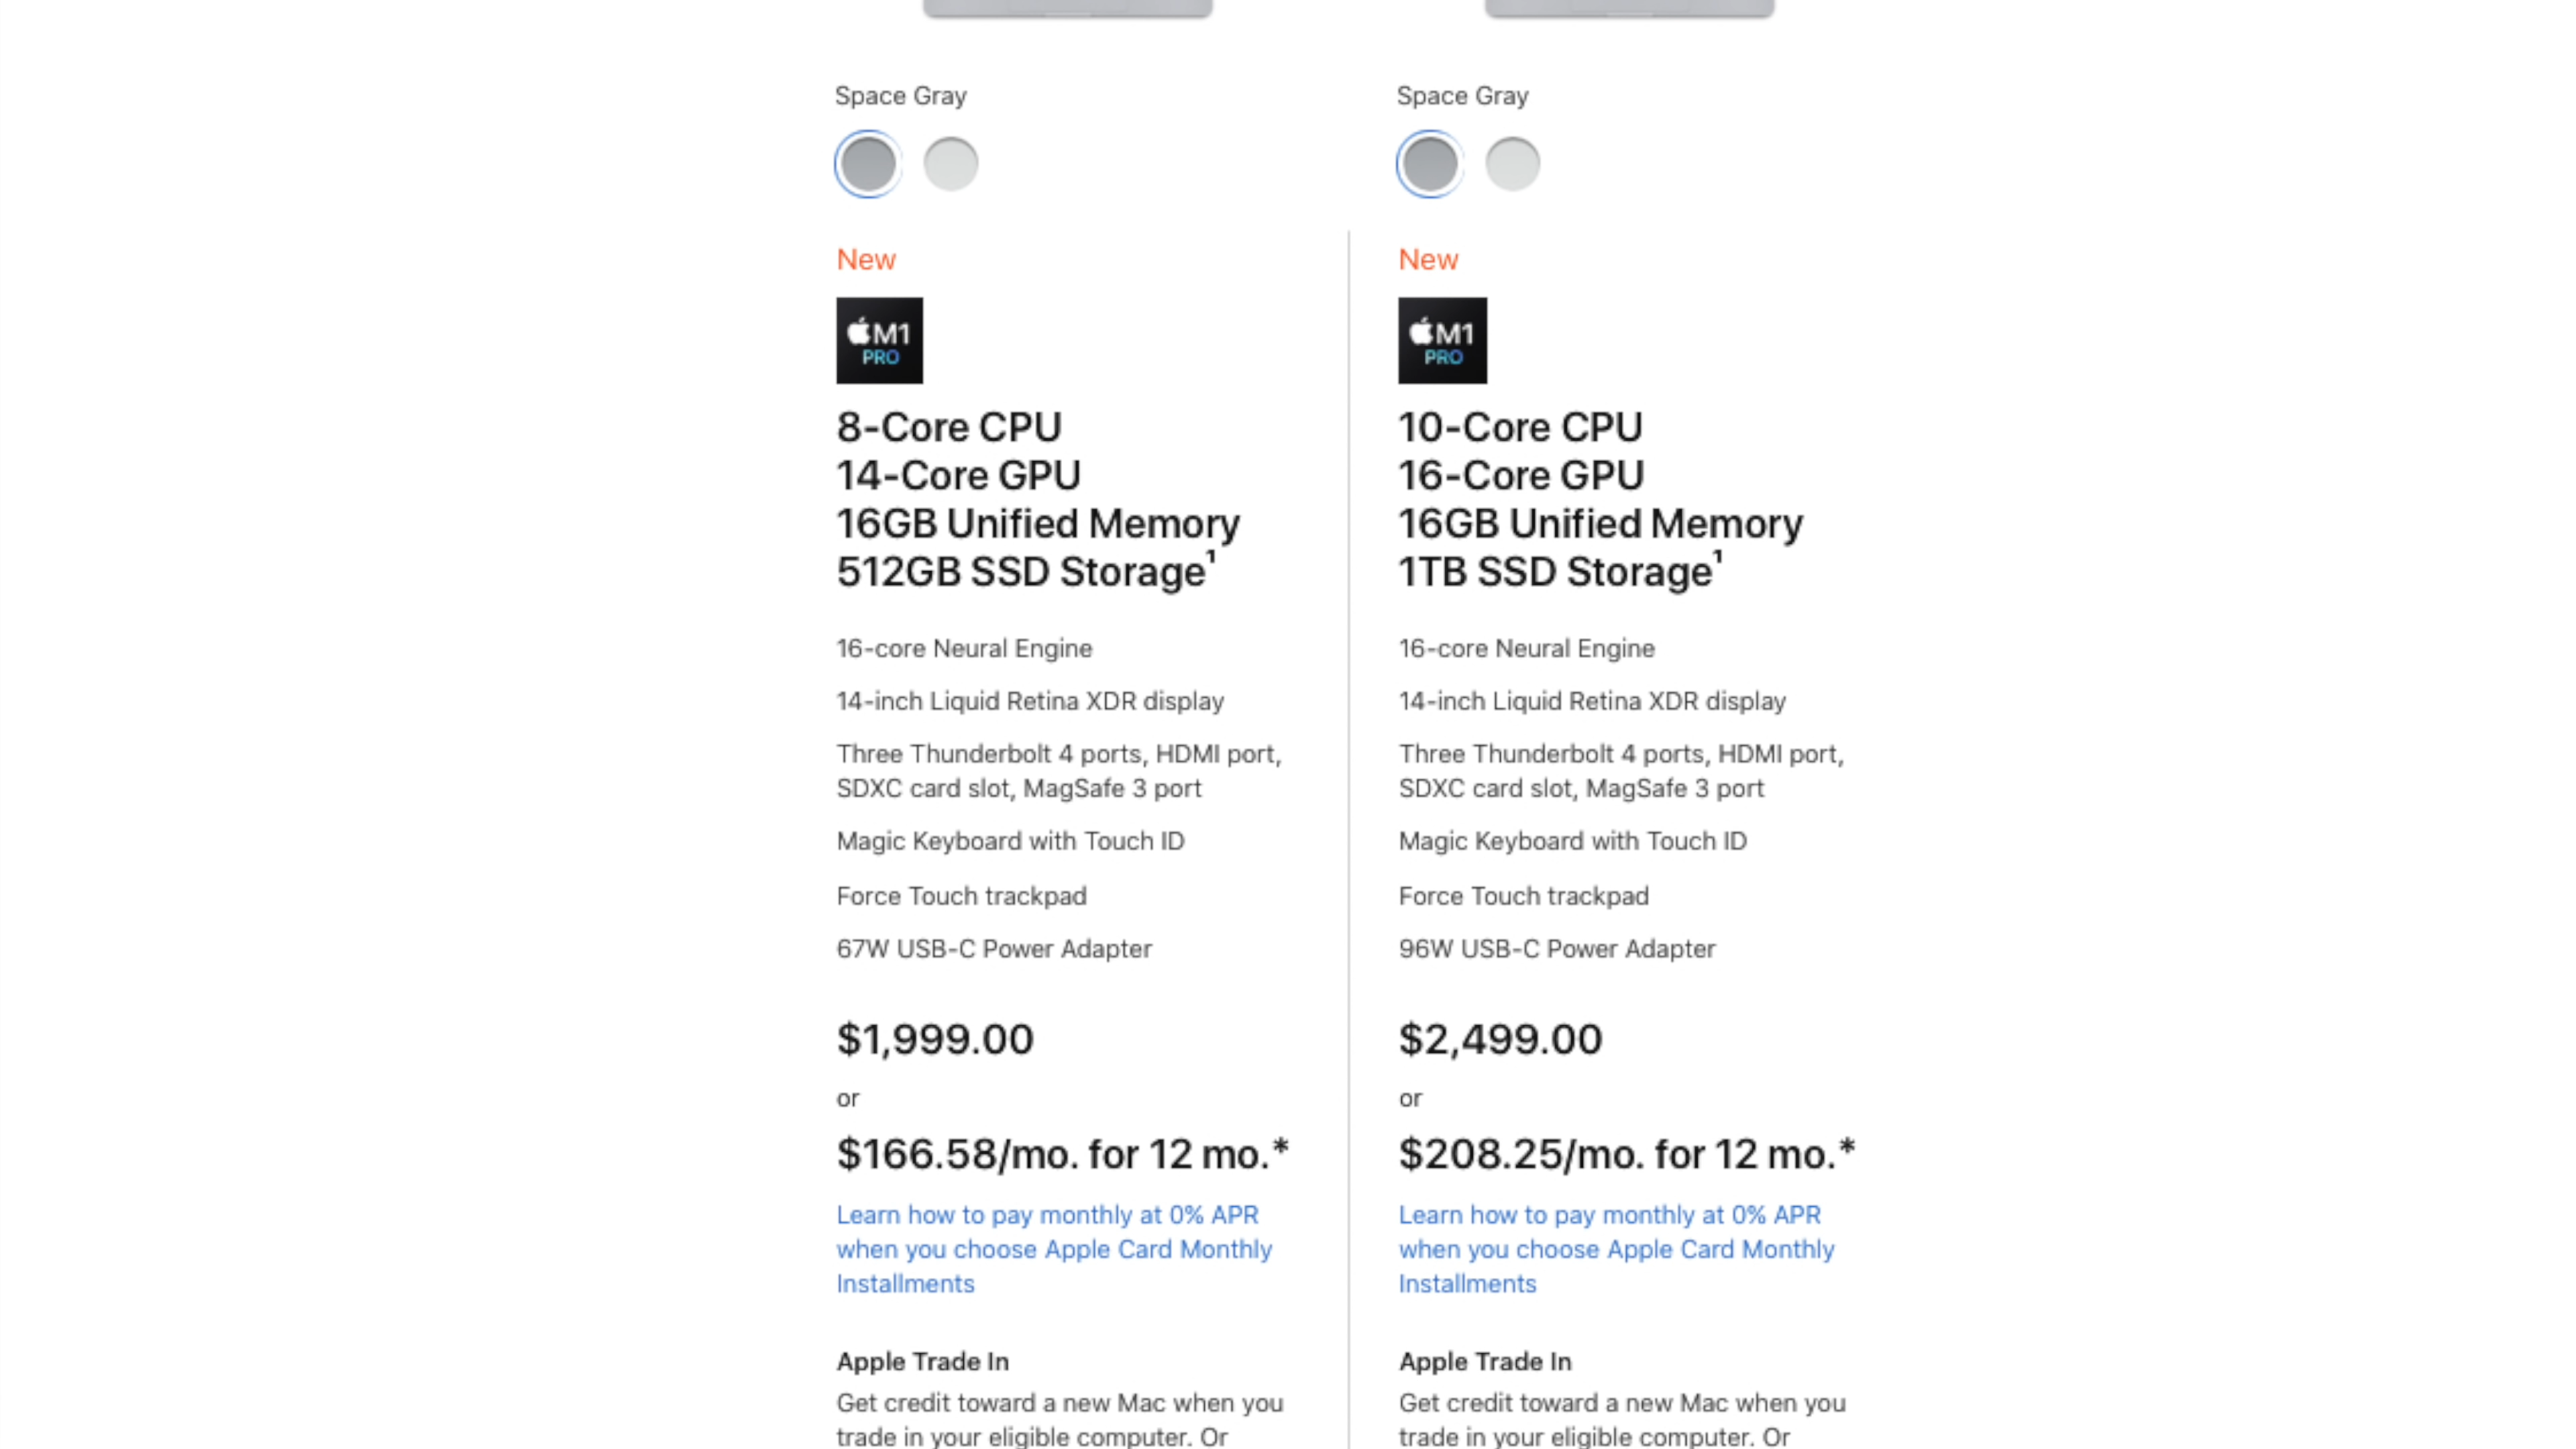 Space Gray
New
M1
PRO
8-Core CPU
14-Core GPU
16GB Unified Memory
512GB SSD Storage¹
16-core Neural Engine
14-inch Liquid Retina XDR display
Three Thunderbolt 4 ports, HDMI port,
SDXC card slot, MagSafe 3 port
Magic Keyboard with Touch ID
Force Touch trackpad
67W USB-C Power Adapter
$1,999.00
or
$166.58/mo. for 12 mo.*
Learn how to pay monthly at 0% APR
when you choose Apple Card Monthly
Installments
Apple Trade In
Get credit toward a new Mac when you
trade in your eligible computer. Or
Space Gray
New
M1
PRO
10-Core CPU
16-Core GPU
16GB Unified Memory
1TB SSD Storage¹
16-core Neural Engine
14-inch Liquid Retina XDR display
Three Thunderbolt 4 ports, HDMI port,
SDXC card slot, MagSafe 3 port
Magic Keyboard with Touch ID
Force Touch trackpad
96W USB-C Power Adapter
$2,499.00
or
$208.25/mo. for 12 mo.*
Learn how to pay monthly at 0% APR
when you choose Apple Card Monthly
Installments
Apple Trade In
Get credit toward a new Mac when you
trade in your eligible computer. Or